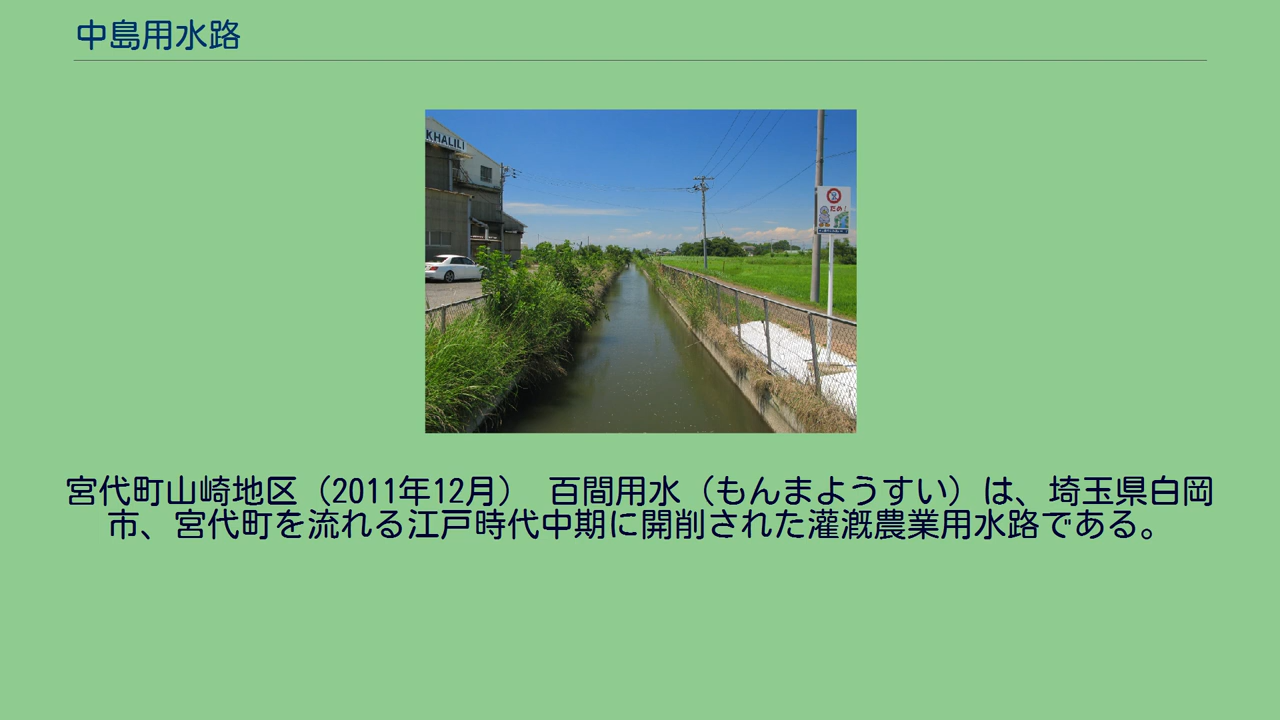 中島用水路
KHALILI
だめ！
宮代町山崎地区（2011年12月） 百間用水（もんまようすい）は、埼玉県白岡
市、宮代町を流れる江戸時代中期に開削された灌漑農業用水路である。